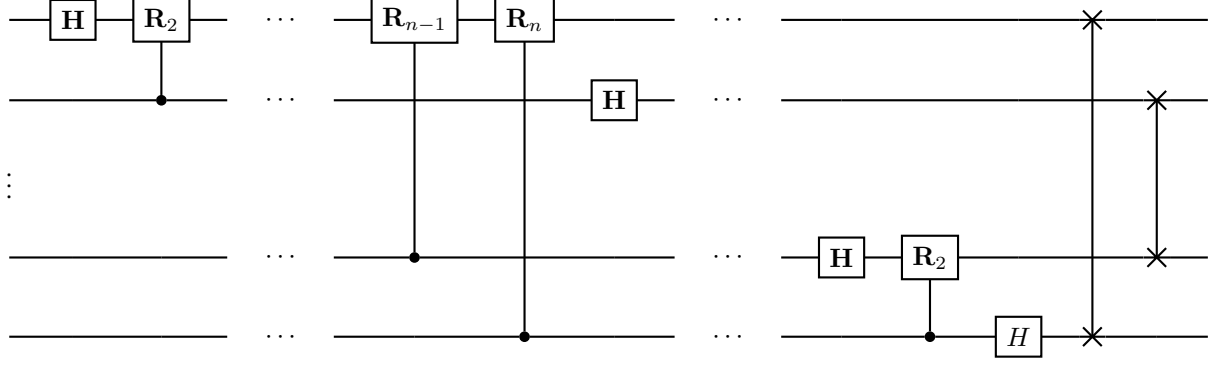 H R₂ ··· Rₙ₋₁ Rₙ ···
··· H ···
⋮
··· ··· H R₂
··· ··· H